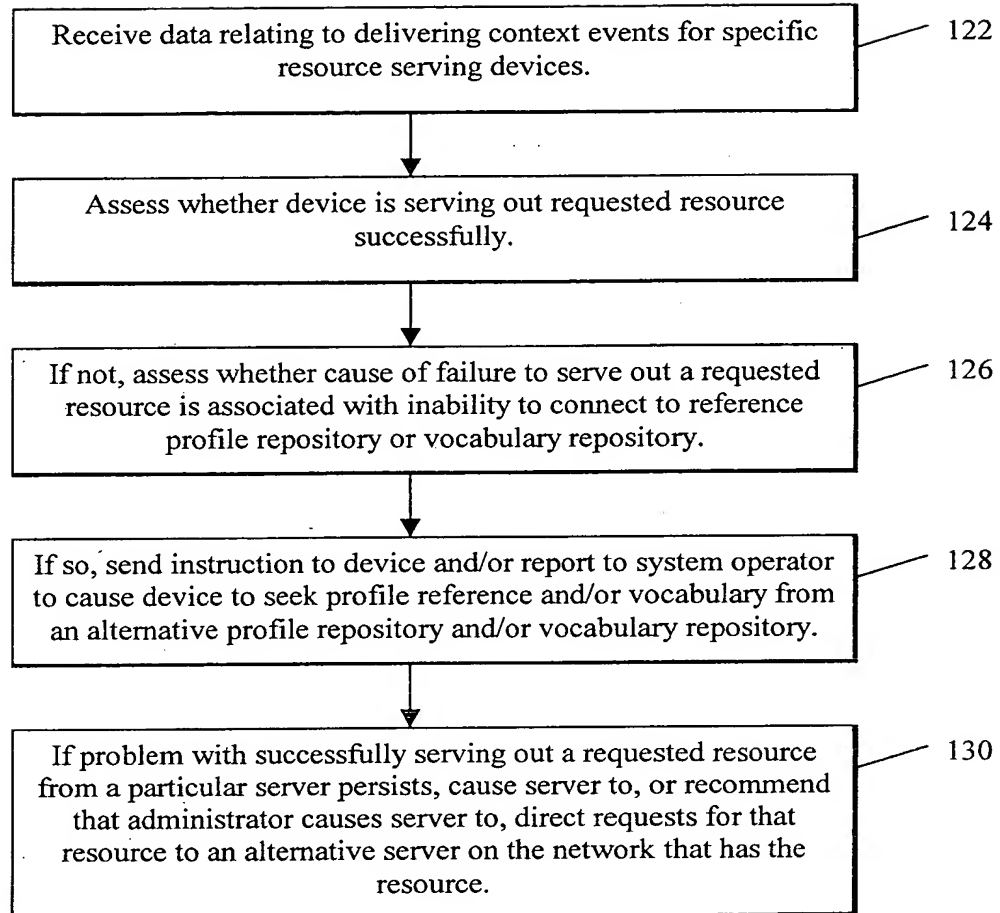 Receive data relating to delivering context events for specific
resource serving devices.
122
Assess whether device is serving out requested resource
successfully.
124
If not, assess whether cause of failure to serve out a requested
resource is associated with inability to connect to reference
profile repository or vocabulary repository.
126
If so, send instruction to device and/or report to system operator
to cause device to seek profile reference and/or vocabulary from
an alternative profile repository and/or vocabulary repository.
128
If problem with successfully serving out a requested resource
from a particular server persists, cause server to, or recommend
that administrator causes server to, direct requests for that
resource to an alternative server on the network that has the
resource.
130